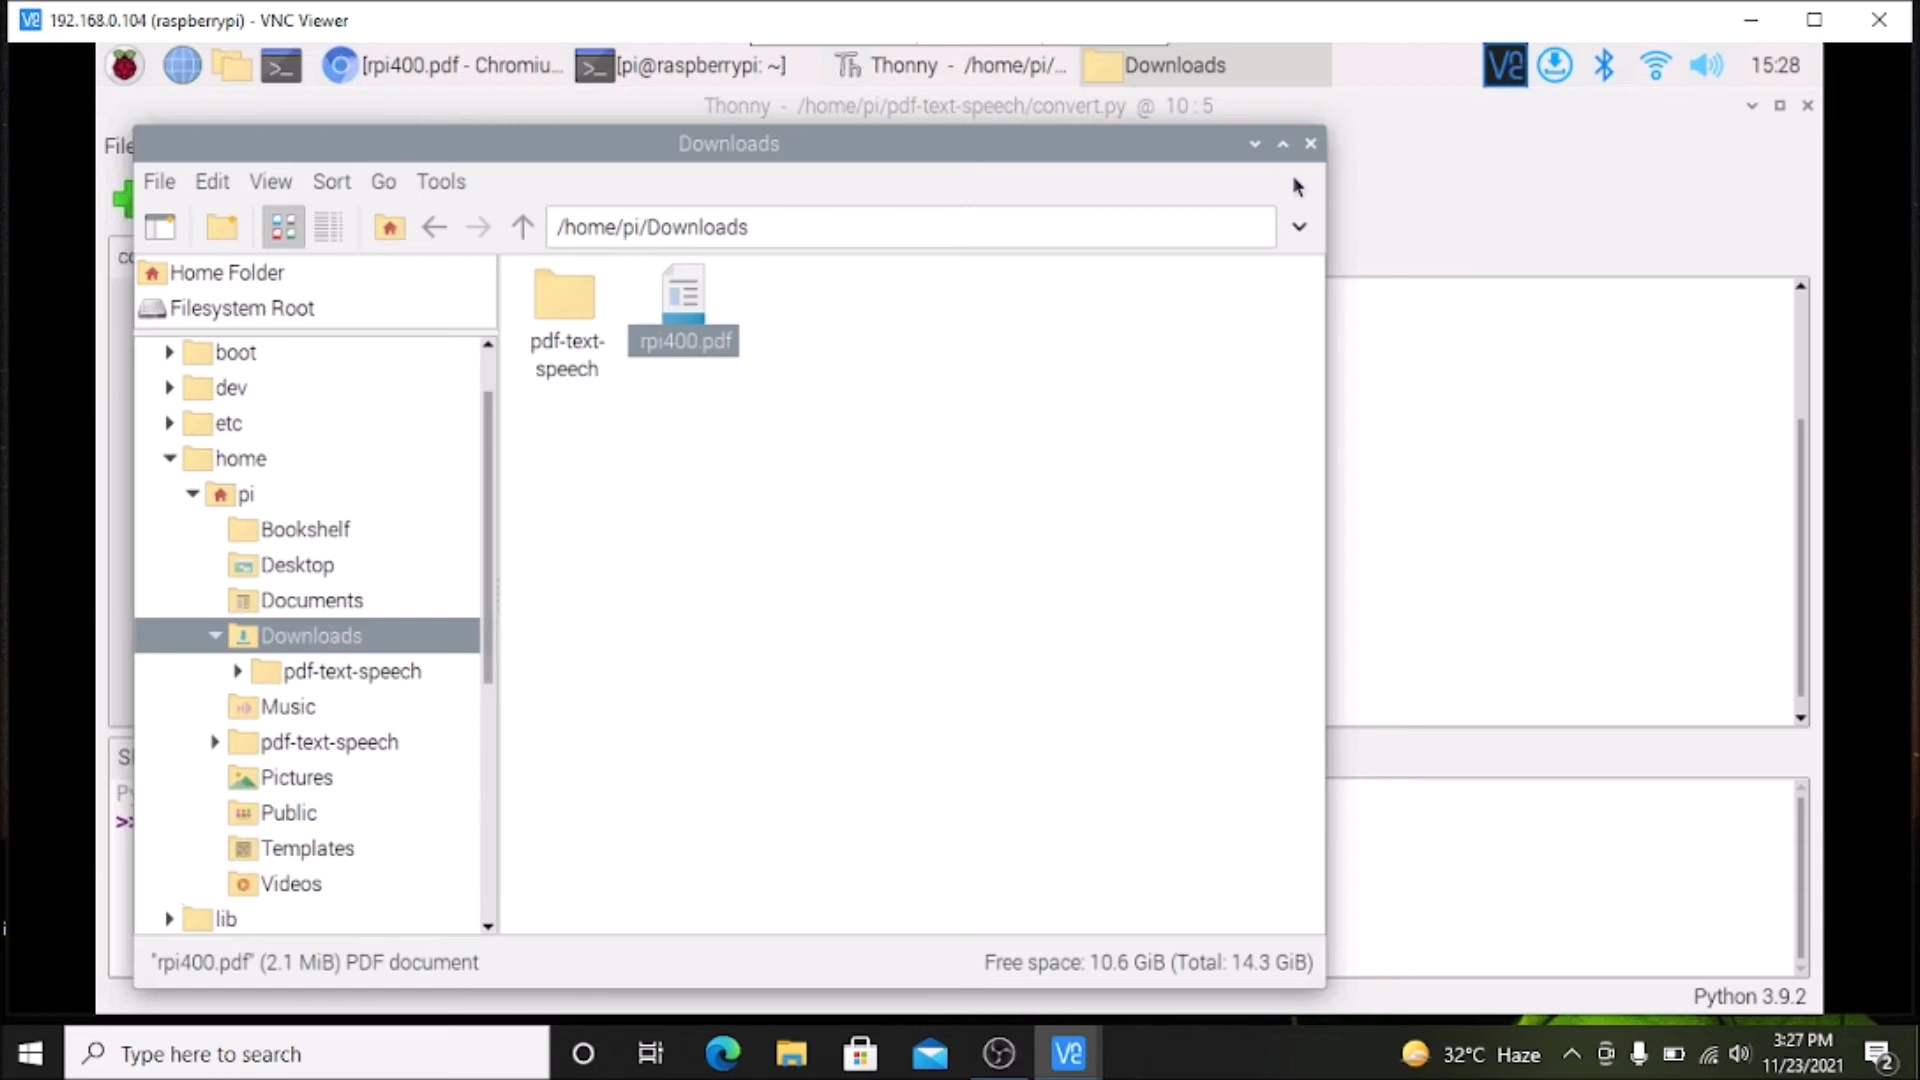 192.168.0.104 (raspberrypi) - VNC Viewer
[rpi400.pdf - Chromiu... [pi@raspberrypi: ~] Thonny - /home/pi/... Downloads 15:28
Thonny - /home/pi/pdf-text-speech/convert.py @ 10 : 5
File
Downloads
File Edit View Sort Go Tools
/home/pi/Downloads
Home Folder
Filesystem Root
pdf-text-
speech
rpi400.pdf
boot
dev
etc
home
pi
Bookshelf
Desktop
Documents
Downloads
pdf-text-speech
Music
pdf-text-speech
Pictures
Public
Templates
Videos
lib
"rpi400.pdf" (2.1 MiB) PDF document
Free space: 10.6 GiB (Total: 14.3 GiB)
Python 3.9.2
Type here to search
32°C Haze
3:27 PM
11/23/2021
2